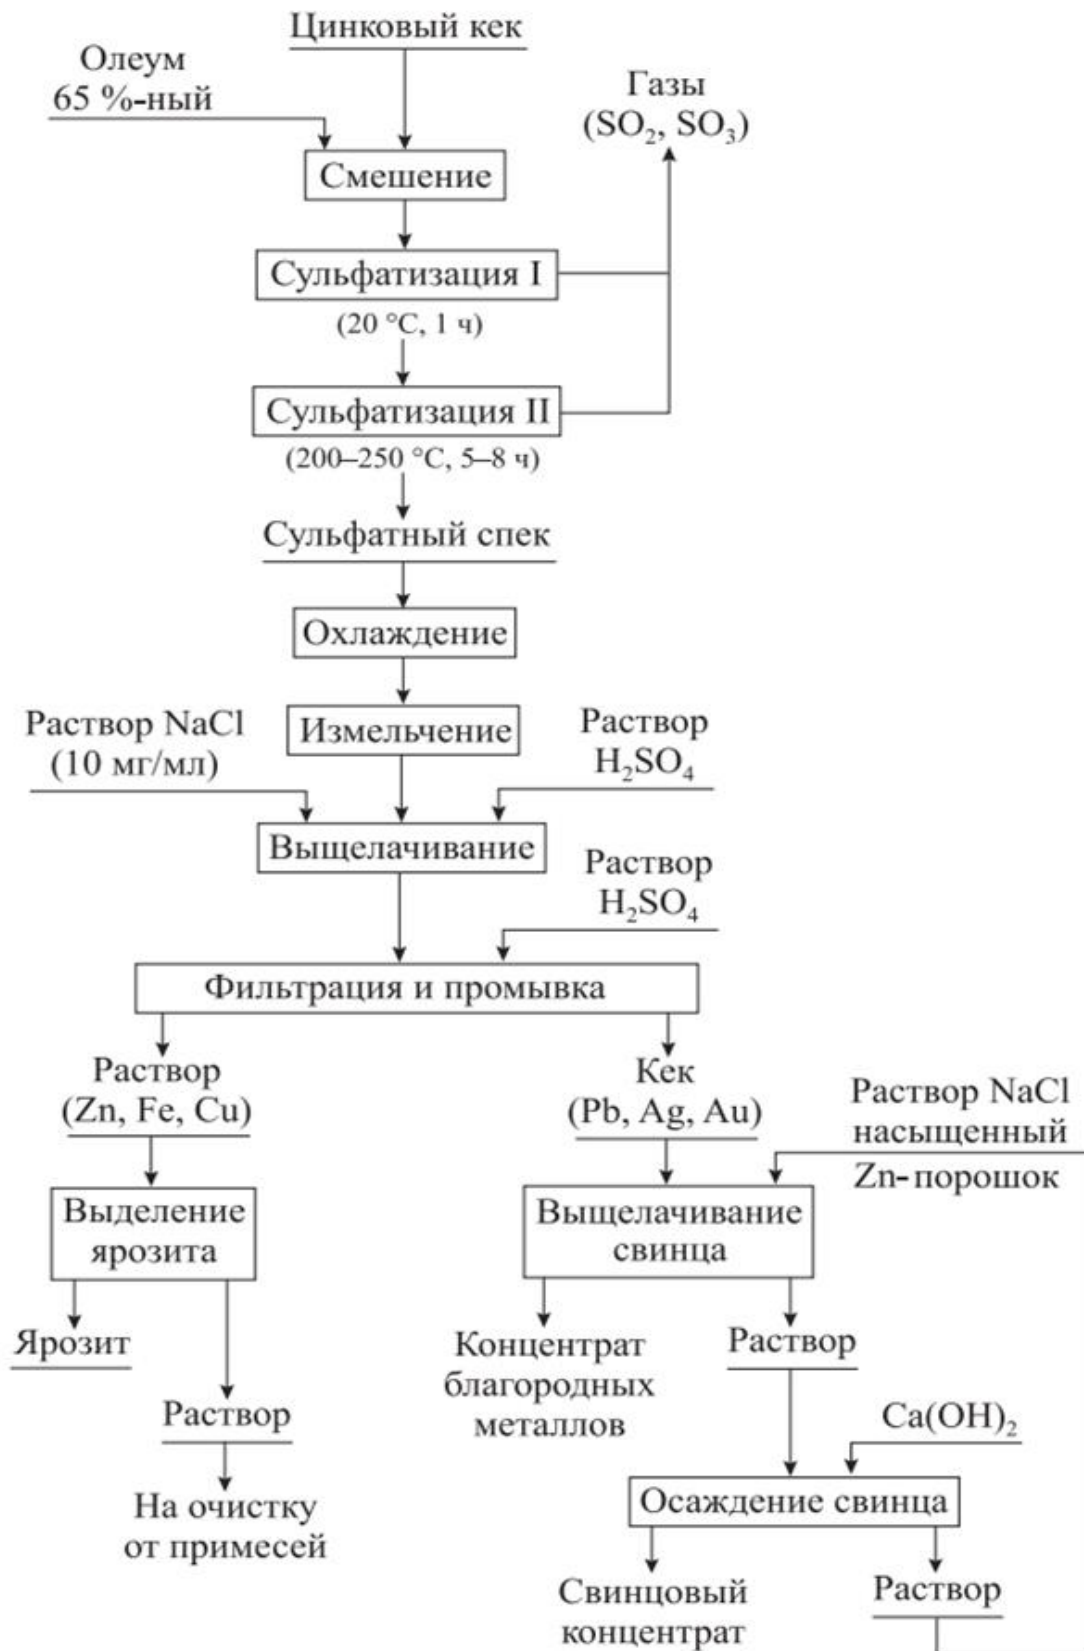 Цинковый кек
Олеум
65 %-ный
Газы
(SO₂, SO₃)
Смешение
Сульфатизация I
(20 °C, 1 ч)
Сульфатизация II
(200–250 °C, 5–8 ч)
Сульфатный спек
Охлаждение
Раствор NaCl
(10 мг/мл)
Измельчение
Раствор
H₂SO₄
Выщелачивание
Раствор
H₂SO₄
Фильтрация и промывка
Раствор
(Zn, Fe, Cu)
Кек
(Pb, Ag, Au)
Раствор NaCl
насыщенный
Zn-порошок
Выделение
ярозита
Выщелачивание
свинца
Ярозит
Концентрат
благородных
металлов
Раствор
Раствор
Ca(OH)₂
На очистку
от примесей
Осаждение свинца
Свинцовый
концентрат
Раствор